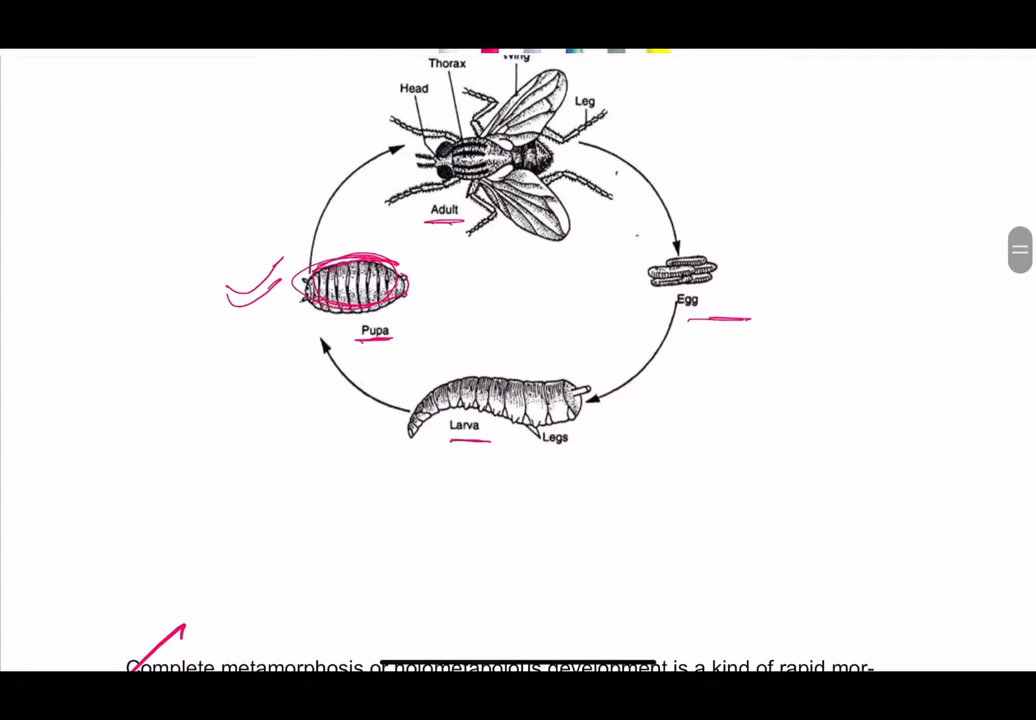 Wing
Thorax
Head
Leg
Adult
Egg
Pupa
Larva
Legs
Complete metamorphosis or holometabolous development is a kind of rapid mor-